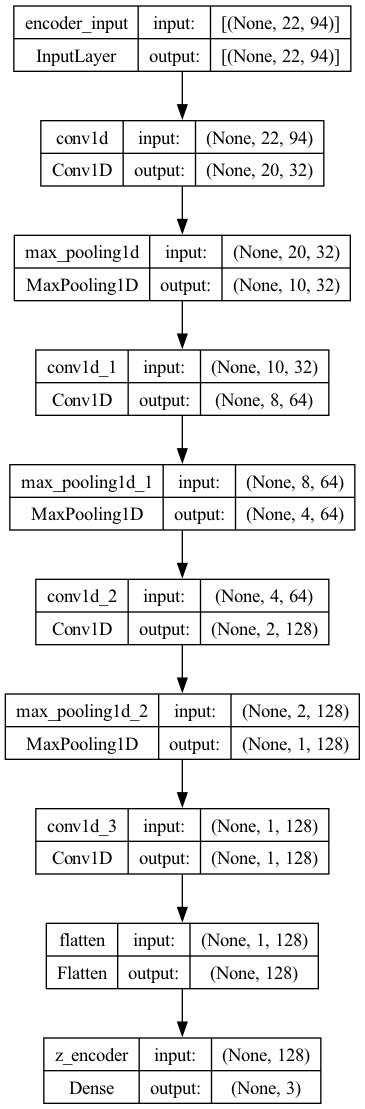 encoder_input input: [(None, 22, 94)]
InputLayer output: [(None, 22, 94)]
conv1d input: (None, 22, 94)
Conv1D output: (None, 20, 32)
max_pooling1d input: (None, 20, 32)
MaxPooling1D output: (None, 10, 32)
conv1d_1 input: (None, 10, 32)
Conv1D output: (None, 8, 64)
max_pooling1d_1 input: (None, 8, 64)
MaxPooling1D output: (None, 4, 64)
conv1d_2 input: (None, 4, 64)
Conv1D output: (None, 2, 128)
max_pooling1d_2 input: (None, 2, 128)
MaxPooling1D output: (None, 1, 128)
conv1d_3 input: (None, 1, 128)
Conv1D output: (None, 1, 128)
flatten input: (None, 1, 128)
Flatten output: (None, 128)
z_encoder input: (None, 128)
Dense output: (None, 3)